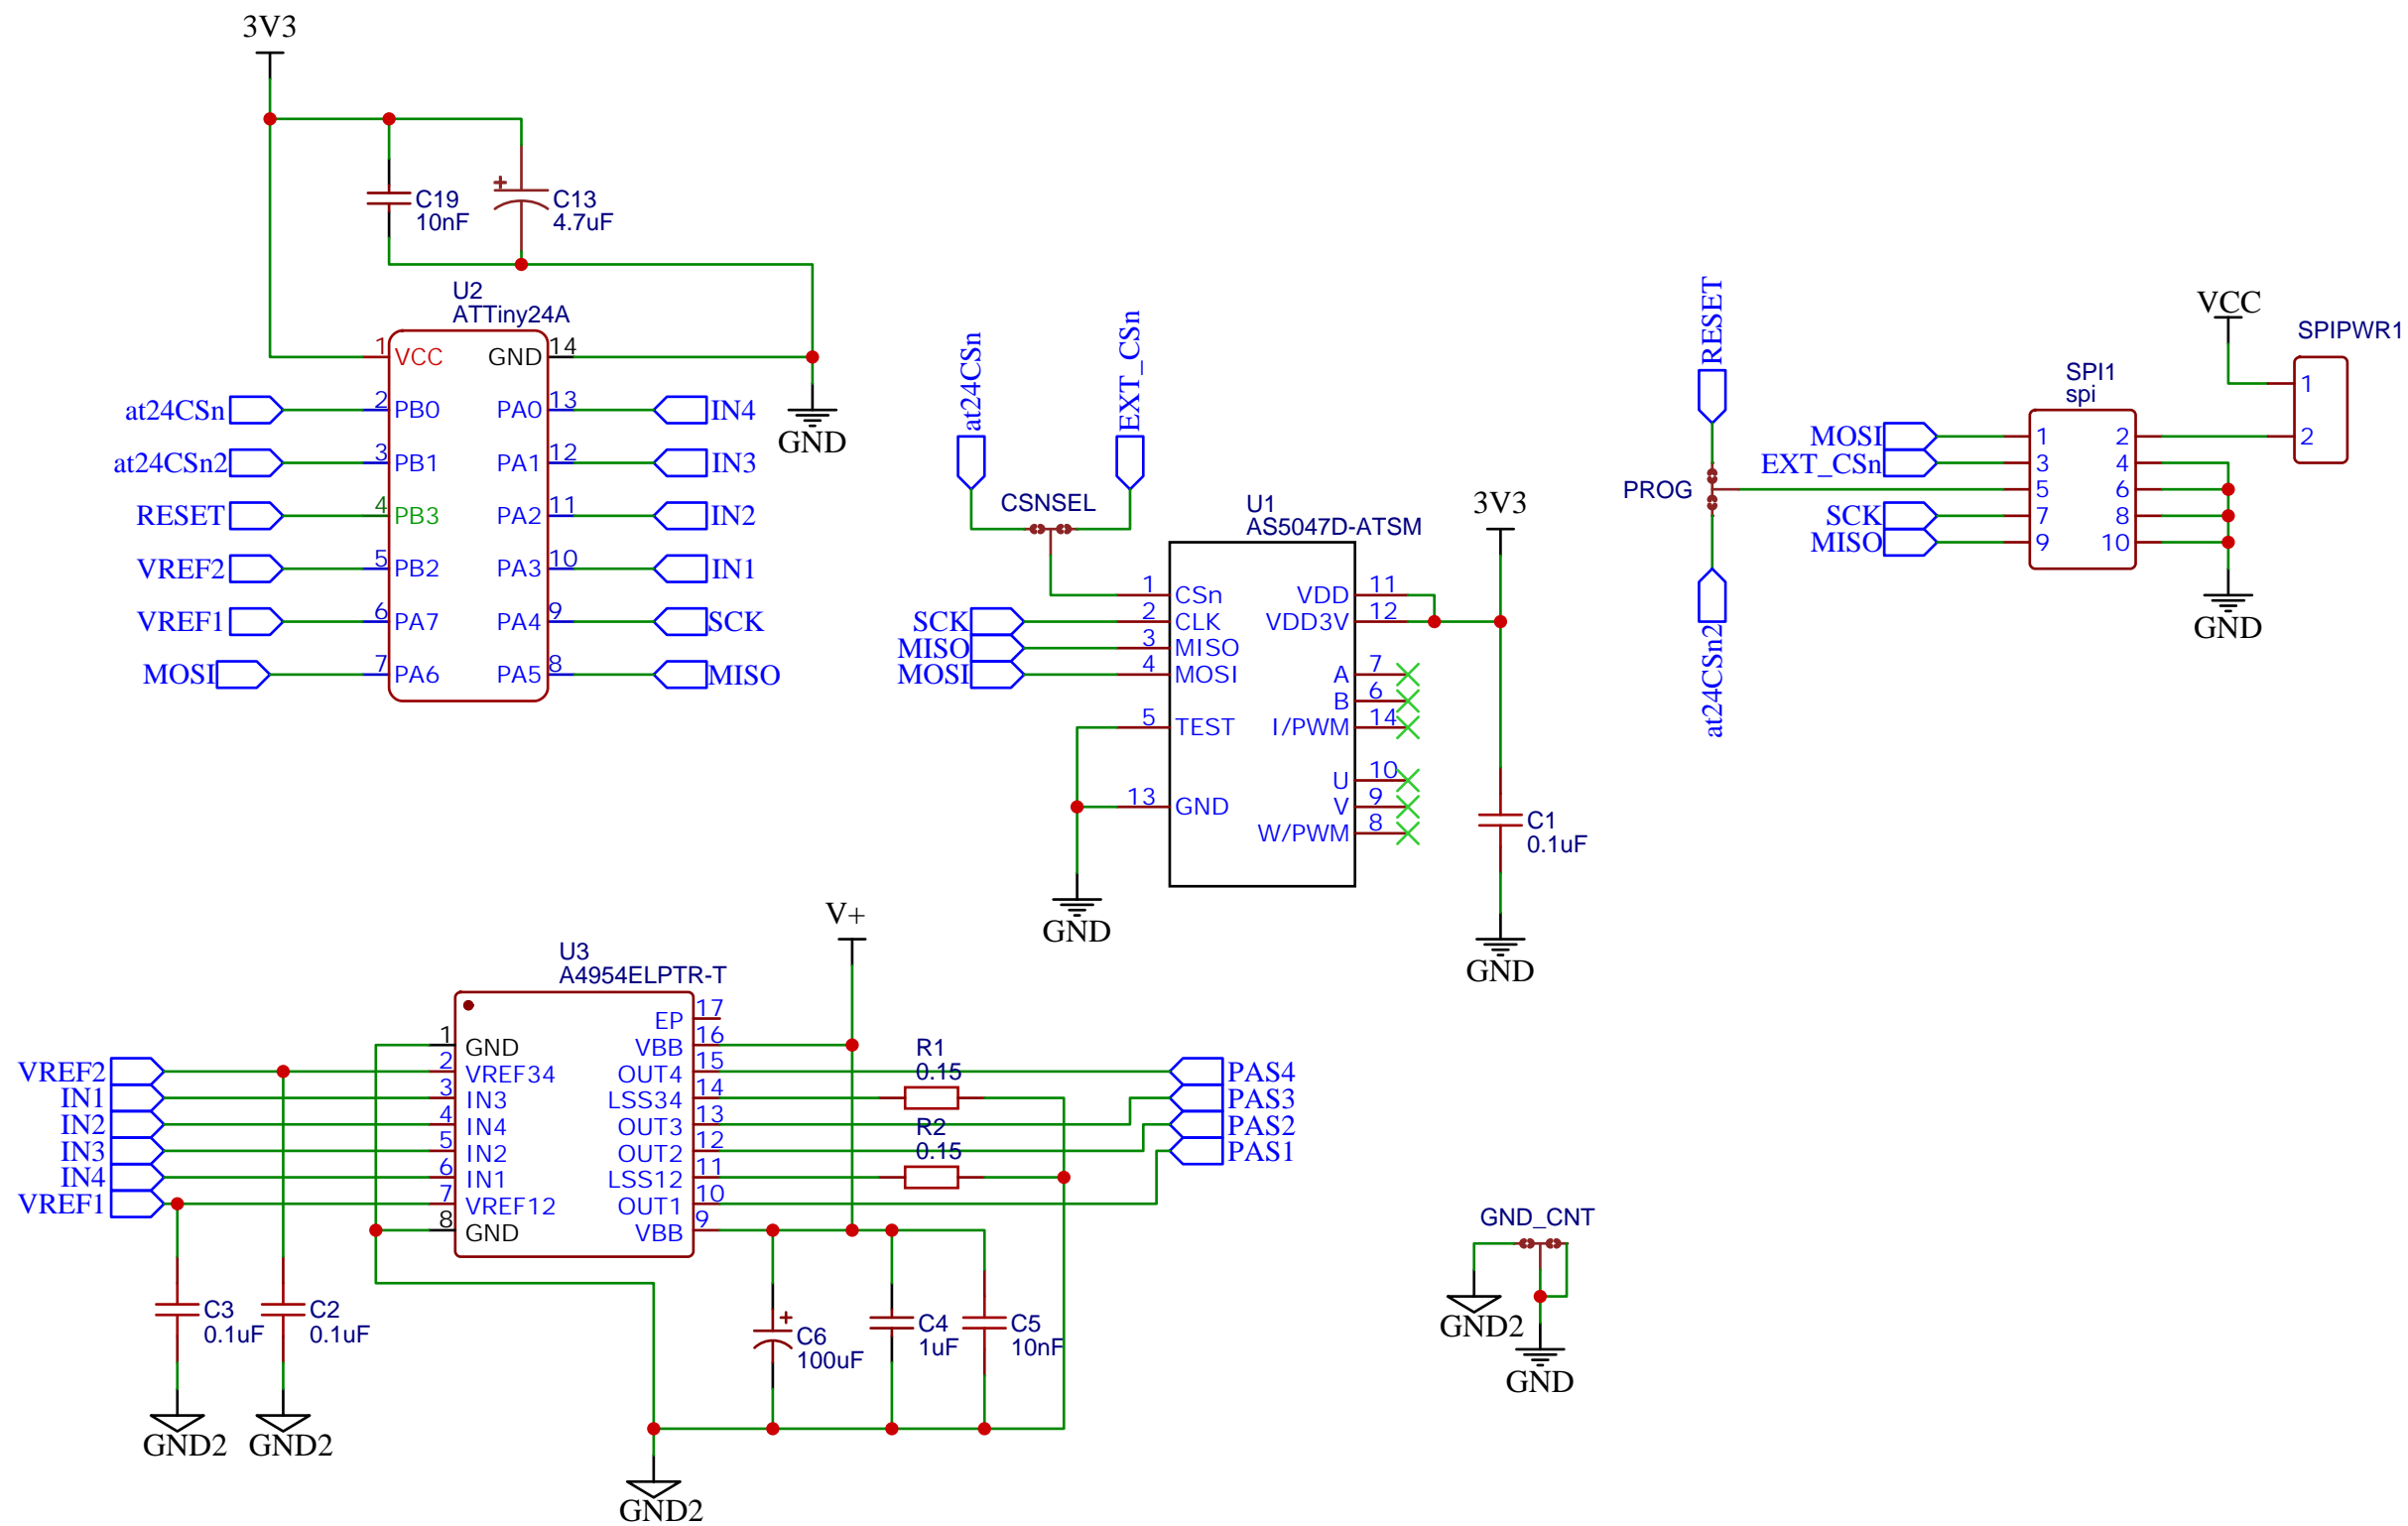 3V3
C19
10nF
C13
4.7uF
U2
ATTiny24A
1
VCC
GND
14
GND
at24CSn
2
PB0
PA0
13
IN4
at24CSn2
3
PB1
PA1
12
IN3
RESET
4
PB3
PA2
11
IN2
VREF2
5
PB2
PA3
10
IN1
VREF1
6
PA7
PA4
9
SCK
MOSI
7
PA6
PA5
8
MISO
at24CSn
EXT_CSn
CSNSEL
U1
AS5047D-ATSM
3V3
1
CSn
VDD
11
SCK
2
CLK
VDD3V
12
MISO
3
MISO
MOSI
4
MOSI
A
7
B
6
5
TEST
I/PWM
14
U
10
13
GND
V
9
W/PWM
8
C1
0.1uF
GND
GND
RESET
PROG
at24CSn2
VCC
SPIPWR1
1
2
SPI1
spi
MOSI
1
2
EXT_CSn
3
4
5
6
SCK
7
8
MISO
9
10
GND
V+
U3
A4954ELPTR-T
EP
17
1
GND
VBB
16
VREF2
2
VREF34
OUT4
15
PAS4
IN1
3
IN3
LSS34
14
R1
0.15
PAS3
IN2
4
IN4
OUT3
13
PAS2
IN3
5
IN2
OUT2
12
PAS1
IN4
6
IN1
LSS12
11
R2
0.15
VREF1
7
VREF12
OUT1
10
8
GND
VBB
9
C3
0.1uF
C2
0.1uF
C6
100uF
C4
1uF
C5
10nF
GND2
GND2
GND2
GND_CNT
GND2
GND